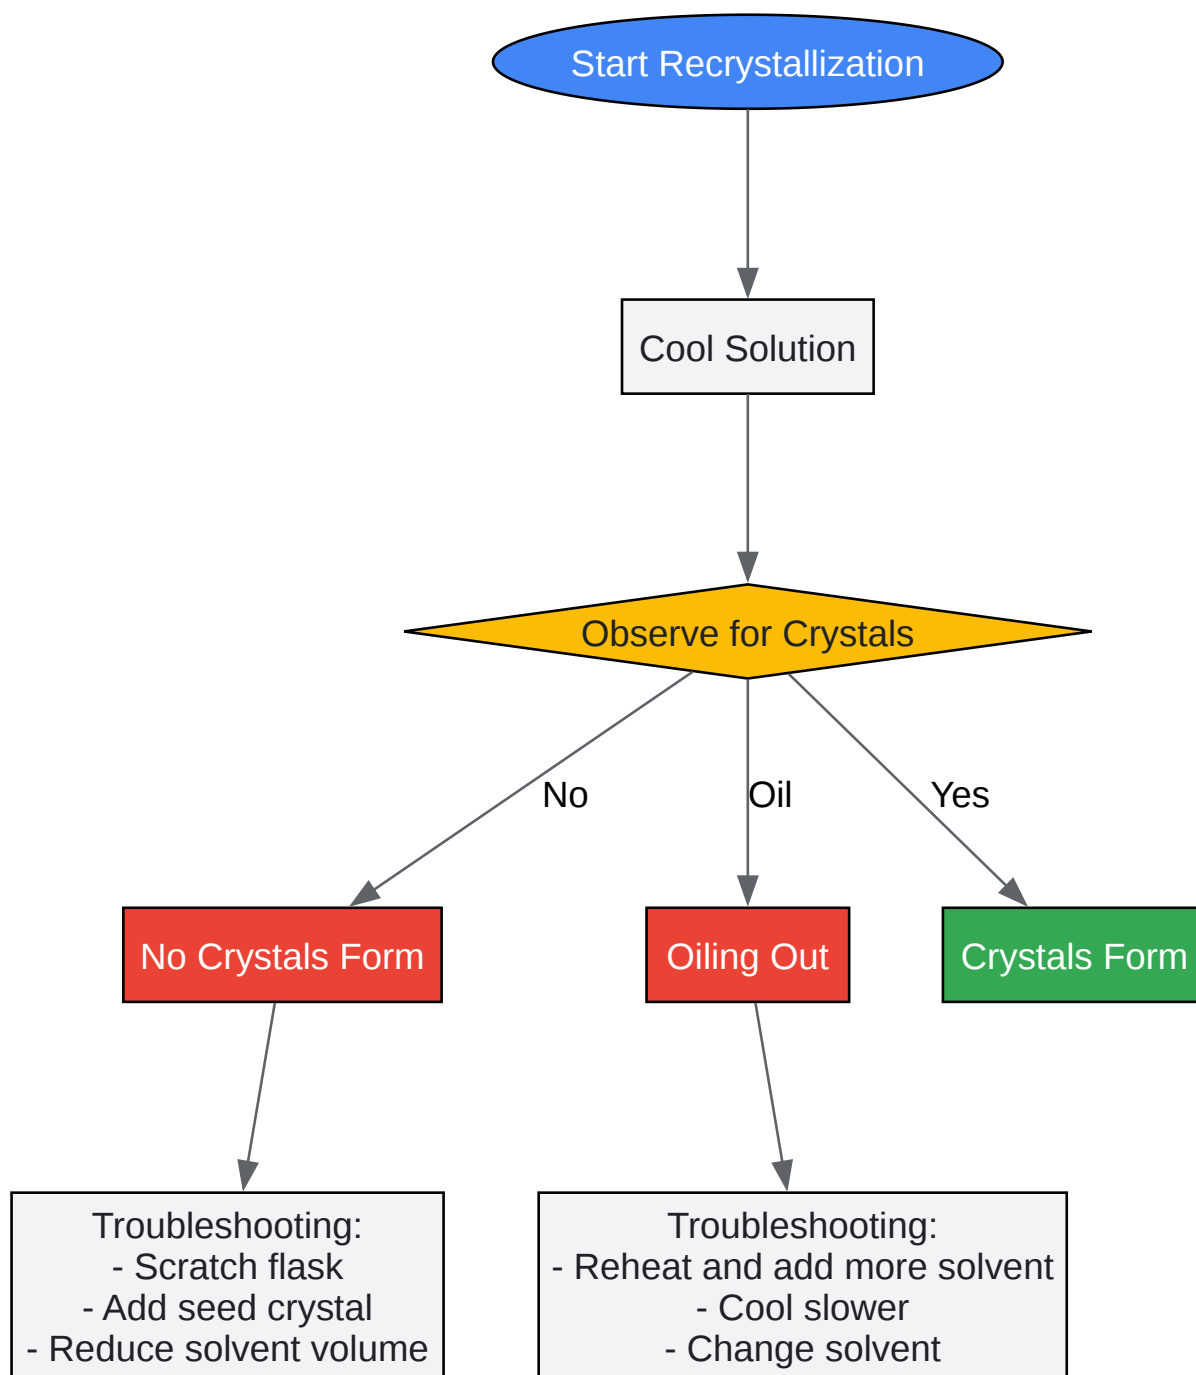 Start Recrystallization
Cool Solution
Observe for Crystals
No
Oil
Yes
No Crystals Form
Oiling Out
Crystals Form
Troubleshooting:
- Scratch flask
- Add seed crystal
- Reduce solvent volume
Troubleshooting:
- Reheat and add more solvent
- Cool slower
- Change solvent